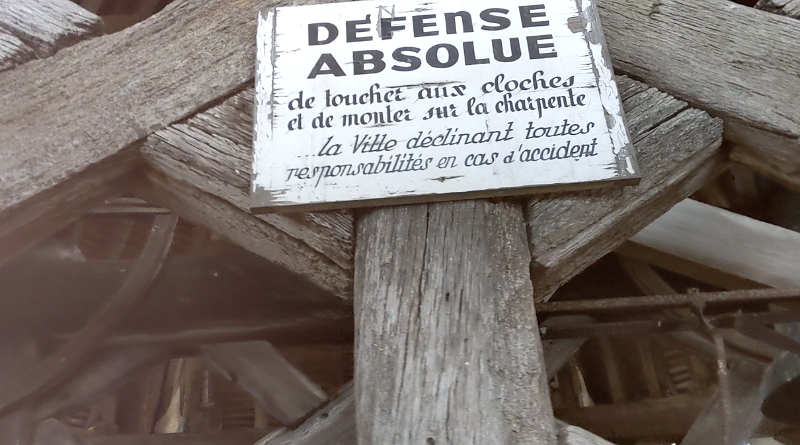 DÉFENSE
ABSOLUE
de toucher aux cloches
et de monter sur la charpente
...la Ville déclinant toutes
responsabilités en cas d'accident